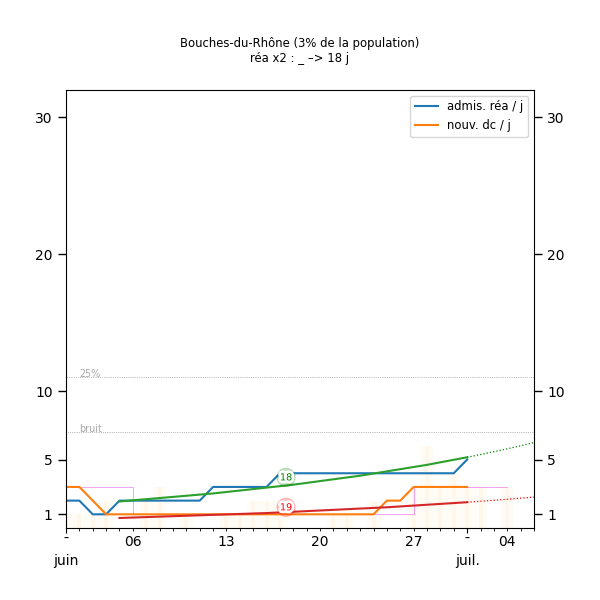 Bouches-du-Rhône (3% de la population)
réa x2 : _ –> 18 j
admis. réa / j
nouv. dc / j
30 30
20 20
25%
10 10
bruit
5 5
18
19
1 1
- 06 13 20 27 - 04
juin juil.